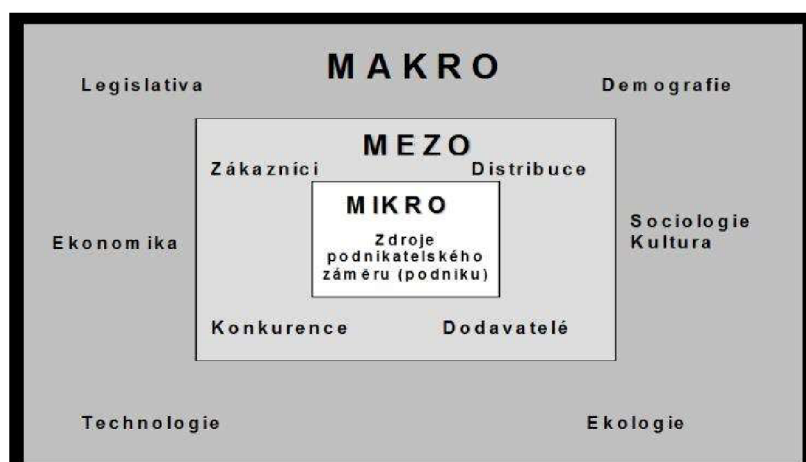 MAKRO
Legislativa
Demografie
MEZO
Zákazníci
Distribuce
MIKRO
Zdroje
podnikatelského
záměru (podniku)
Ekonomika
Sociologie
Kultura
Konkurence
Dodavatelé
Technologie
Ekologie